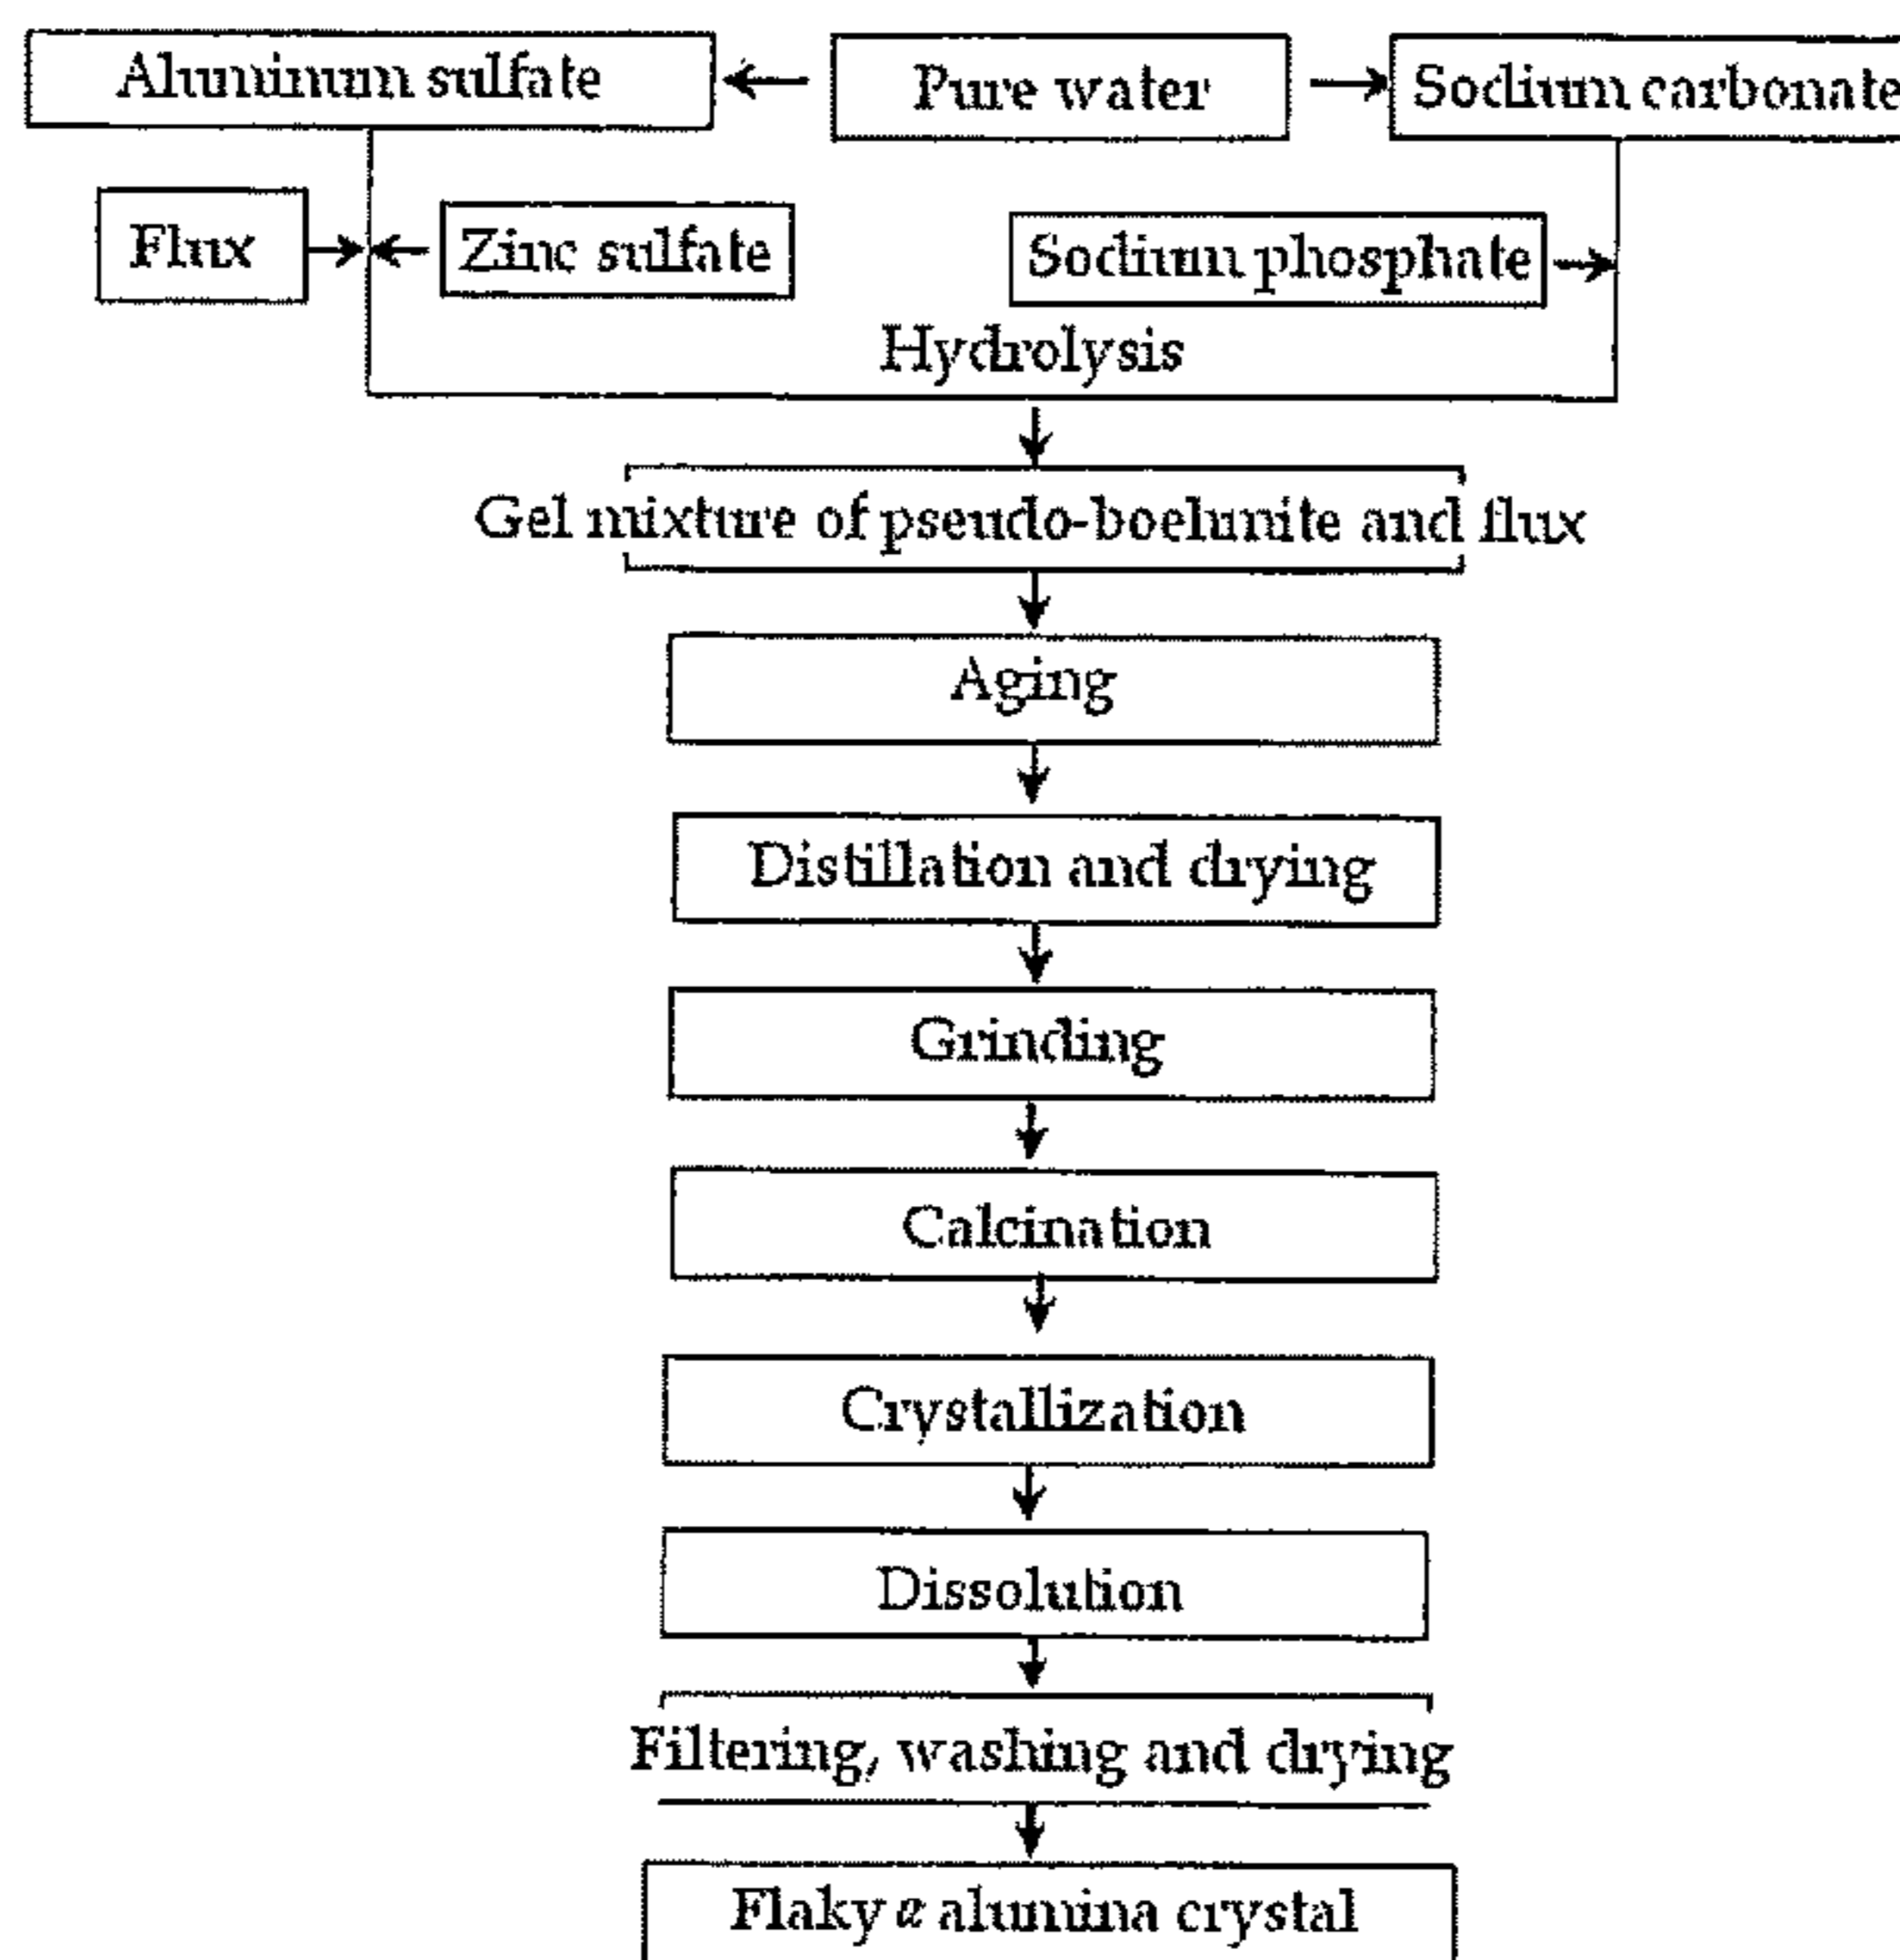 Aluminum sulfate
Pure water
Sodium carbonate
Flux
Zinc sulfate
Sodium phosphate
Hydrolysis
Gel mixture of pseudo-boelunite and flux
Aging
Distillation and drying
Grinding
Calcination
Crystallization
Dissolution
Filtering, washing and drying
Flaky α alumina crystal